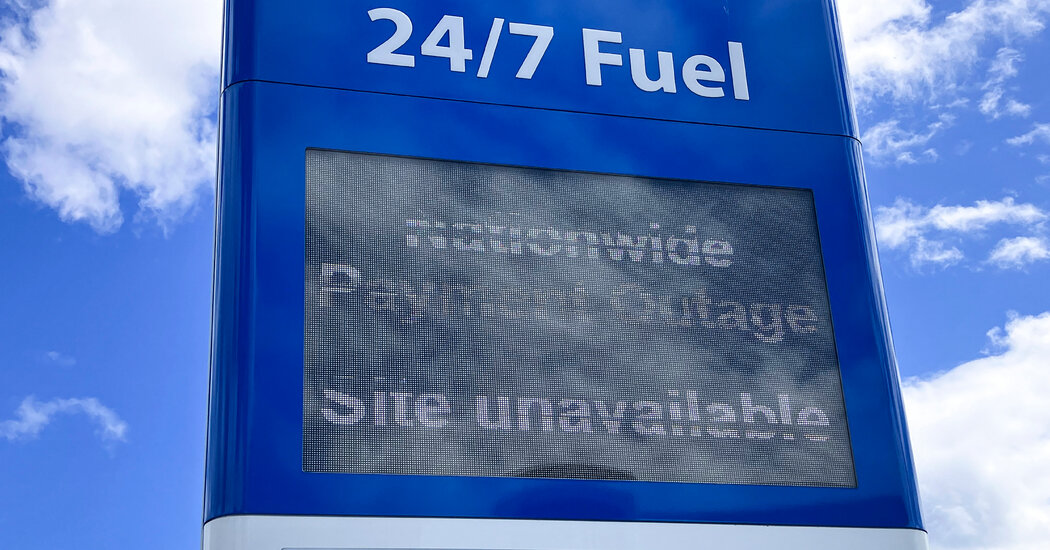 24/7 Fuel
Nationwide
Payment Outage
Site unavailable